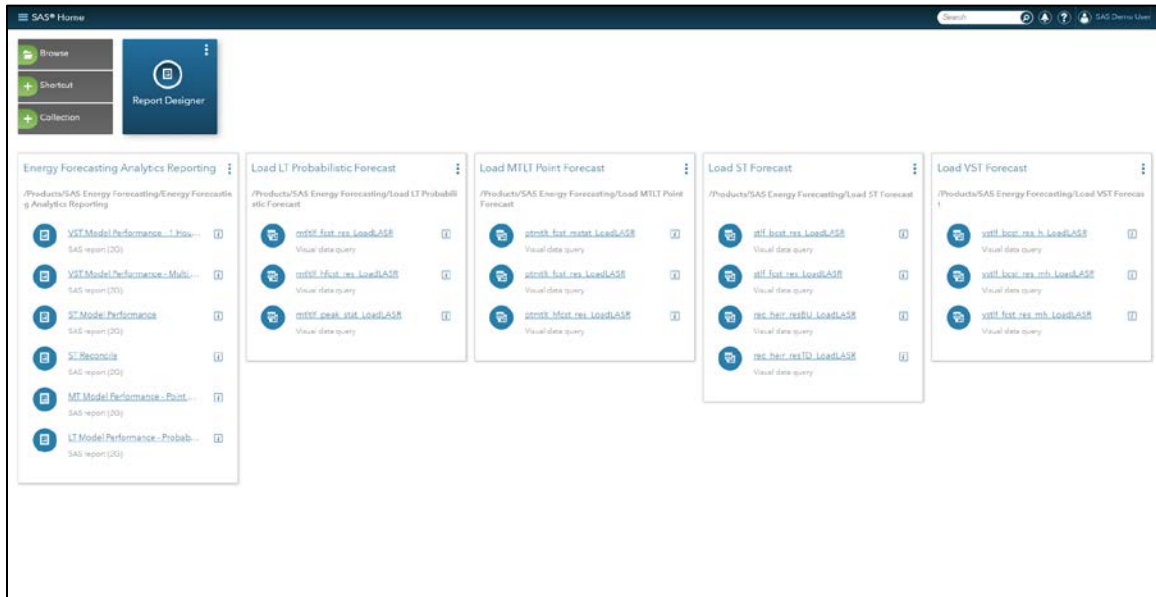 SAS® Home
Search
SAS Demo User
Browse
Shortcut
Collection
Report Designer
Energy Forecasting Analytics Reporting
/Products/SAS Energy Forecasting/Energy Forecastin
g Analytics Reporting
VST Model Performance - 1 Hou...
SAS report (2G)
VST Model Performance - Multi...
SAS report (2G)
ST Model Performance
SAS report (2G)
ST Reconcile
SAS report (2G)
MT Model Performance - Point ...
SAS report (2G)
LT Model Performance - Probab...
SAS report (2G)
Load LT Probabilistic Forecast
/Products/SAS Energy Forecasting/Load LT Probabili
stic Forecast
Visual data query
Visual data query
Visual data query
Load MTLT Point Forecast
/Products/SAS Energy Forecasting/Load MTLT Point
Forecast
Visual data query
Visual data query
Visual data query
Load ST Forecast
/Products/SAS Energy Forecasting/Load ST Forecast
stlf_bcst_res_LoadLASR
Visual data query
stlf_fcst_res_LoadLASR
Visual data query
rec_heir_resBU_LoadLASR
Visual data query
rec_heir_resTD_LoadLASR
Visual data query
Load VST Forecast
/Products/SAS Energy Forecasting/Load VST Forecas
t
vstlf_bcst_res_h_LoadLASR
Visual data query
vstlf_bcst_res_mh_LoadLASR
Visual data query
vstlf_fcst_res_mh_LoadLASR
Visual data query